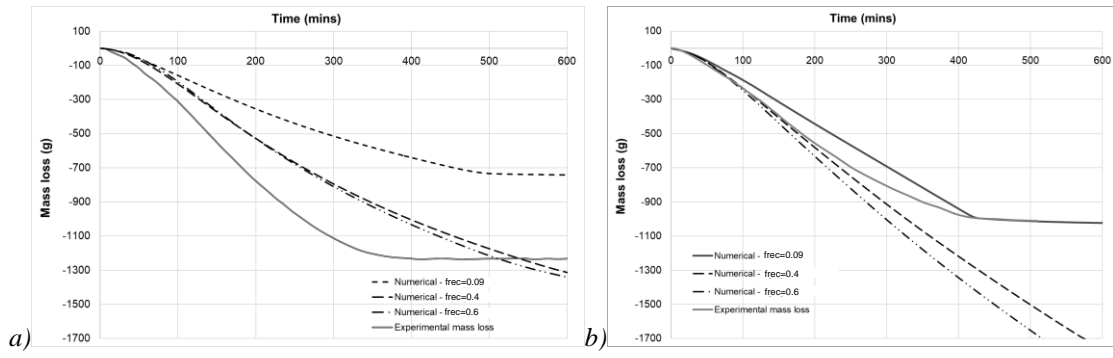 a)
Time (mins)
100
0 100 200 300 400 500 600
-100
-300
-500
-700
-900
-1100
-1300
-1500
-1700
Mass loss (g)
Numerical - frec=0.09
Numerical - frec=0.4
Numerical - frec=0.6
Experimental mass loss
b)
Time (mins)
100
0 100 200 300 400 500 600
-100
-300
-500
-700
-900
-1100
-1300
-1500
-1700
Mass loss (g)
Numerical - frec=0.09
Numerical - frec=0.4
Numerical - frec=0.6
Experimental mass loss